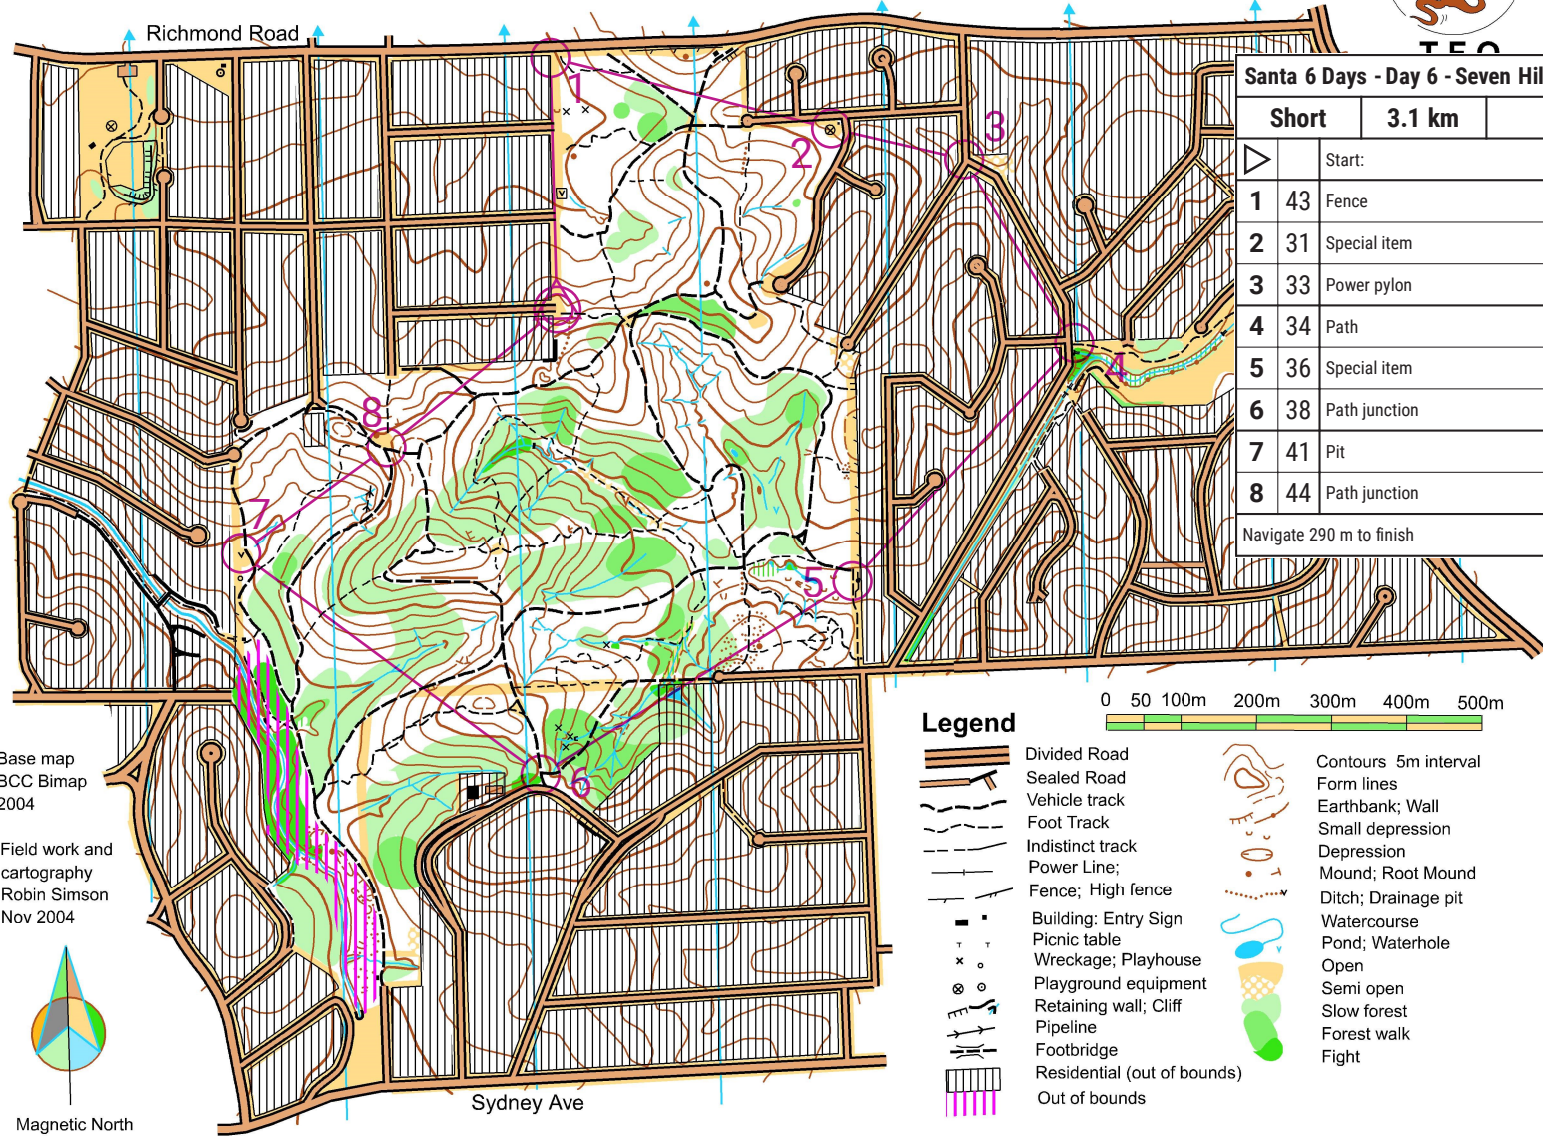 Richmond Road
TFO
Santa 6 Days - Day 6 - Seven Hil
Short 3.1 km
Start:
1 43 Fence
2 31 Special item
3 33 Power pylon
4 34 Path
5 36 Special item
6 38 Path junction
7 41 Pit
8 44 Path junction
Navigate 290 m to finish
1
2
3
4
5
6
7
8
0 50 100m 200m 300m 400m 500m
Legend
Divided Road
Sealed Road
Vehicle track
Foot Track
Indistinct track
Power Line;
Fence; High fence
Building: Entry Sign
Picnic table
Wreckage; Playhouse
Playground equipment
Retaining wall; Cliff
Pipeline
Footbridge
Residential (out of bounds)
Out of bounds
Contours 5m interval
Form lines
Earthbank; Wall
Small depression
Depression
Mound; Root Mound
Ditch; Drainage pit
Watercourse
Pond; Waterhole
Open
Semi open
Slow forest
Forest walk
Fight
Base map
BCC Bimap
2004
Field work and
cartography
Robin Simson
Nov 2004
Magnetic North
Sydney Ave